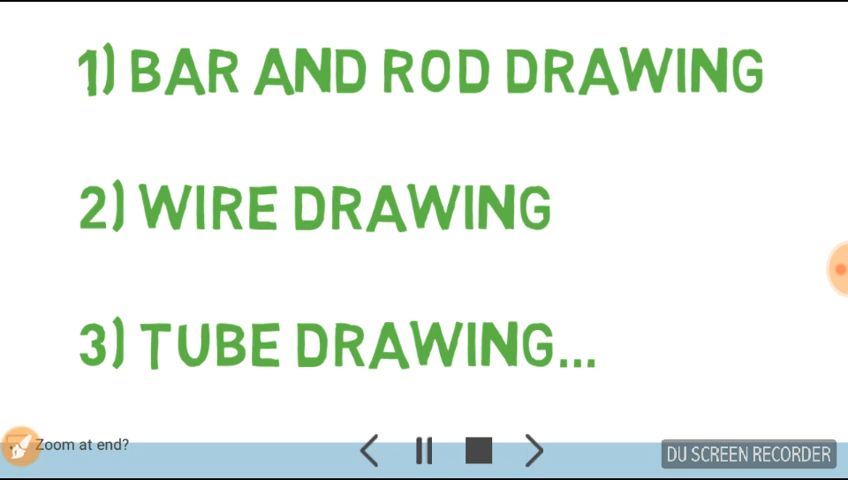 1) BAR AND ROD DRAWING
2) WIRE DRAWING
3) TUBE DRAWING...
Zoom at end?
DU SCREEN RECORDER